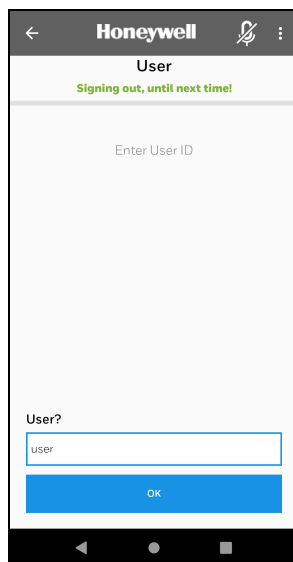 Honeywell
User
Signing out, until next time!
Enter User ID
User?
user
OK